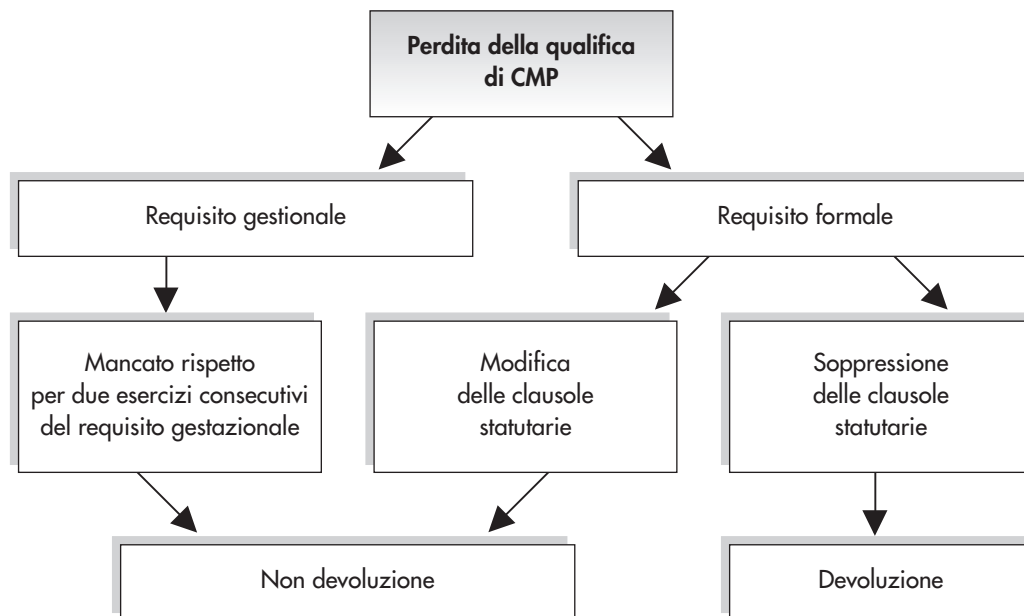 Perdita della qualifica
di CMP
Requisito gestionale
Requisito formale
Mancato rispetto
per due esercizi consecutivi
del requisito gestazionale
Modifica
delle clausole
statutarie
Soppressione
delle clausole
statutarie
Non devoluzione
Devoluzione